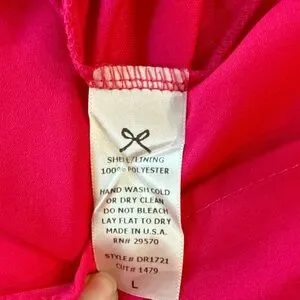 SHELL/LINING
100% POLYESTER
HAND WASH COLD
OR DRY CLEAN
DO NOT BLEACH
LAY FLAT TO DRY
MADE IN U.S.A.
RN# 29570
STYLE# DR1721
CUT# 1479
L